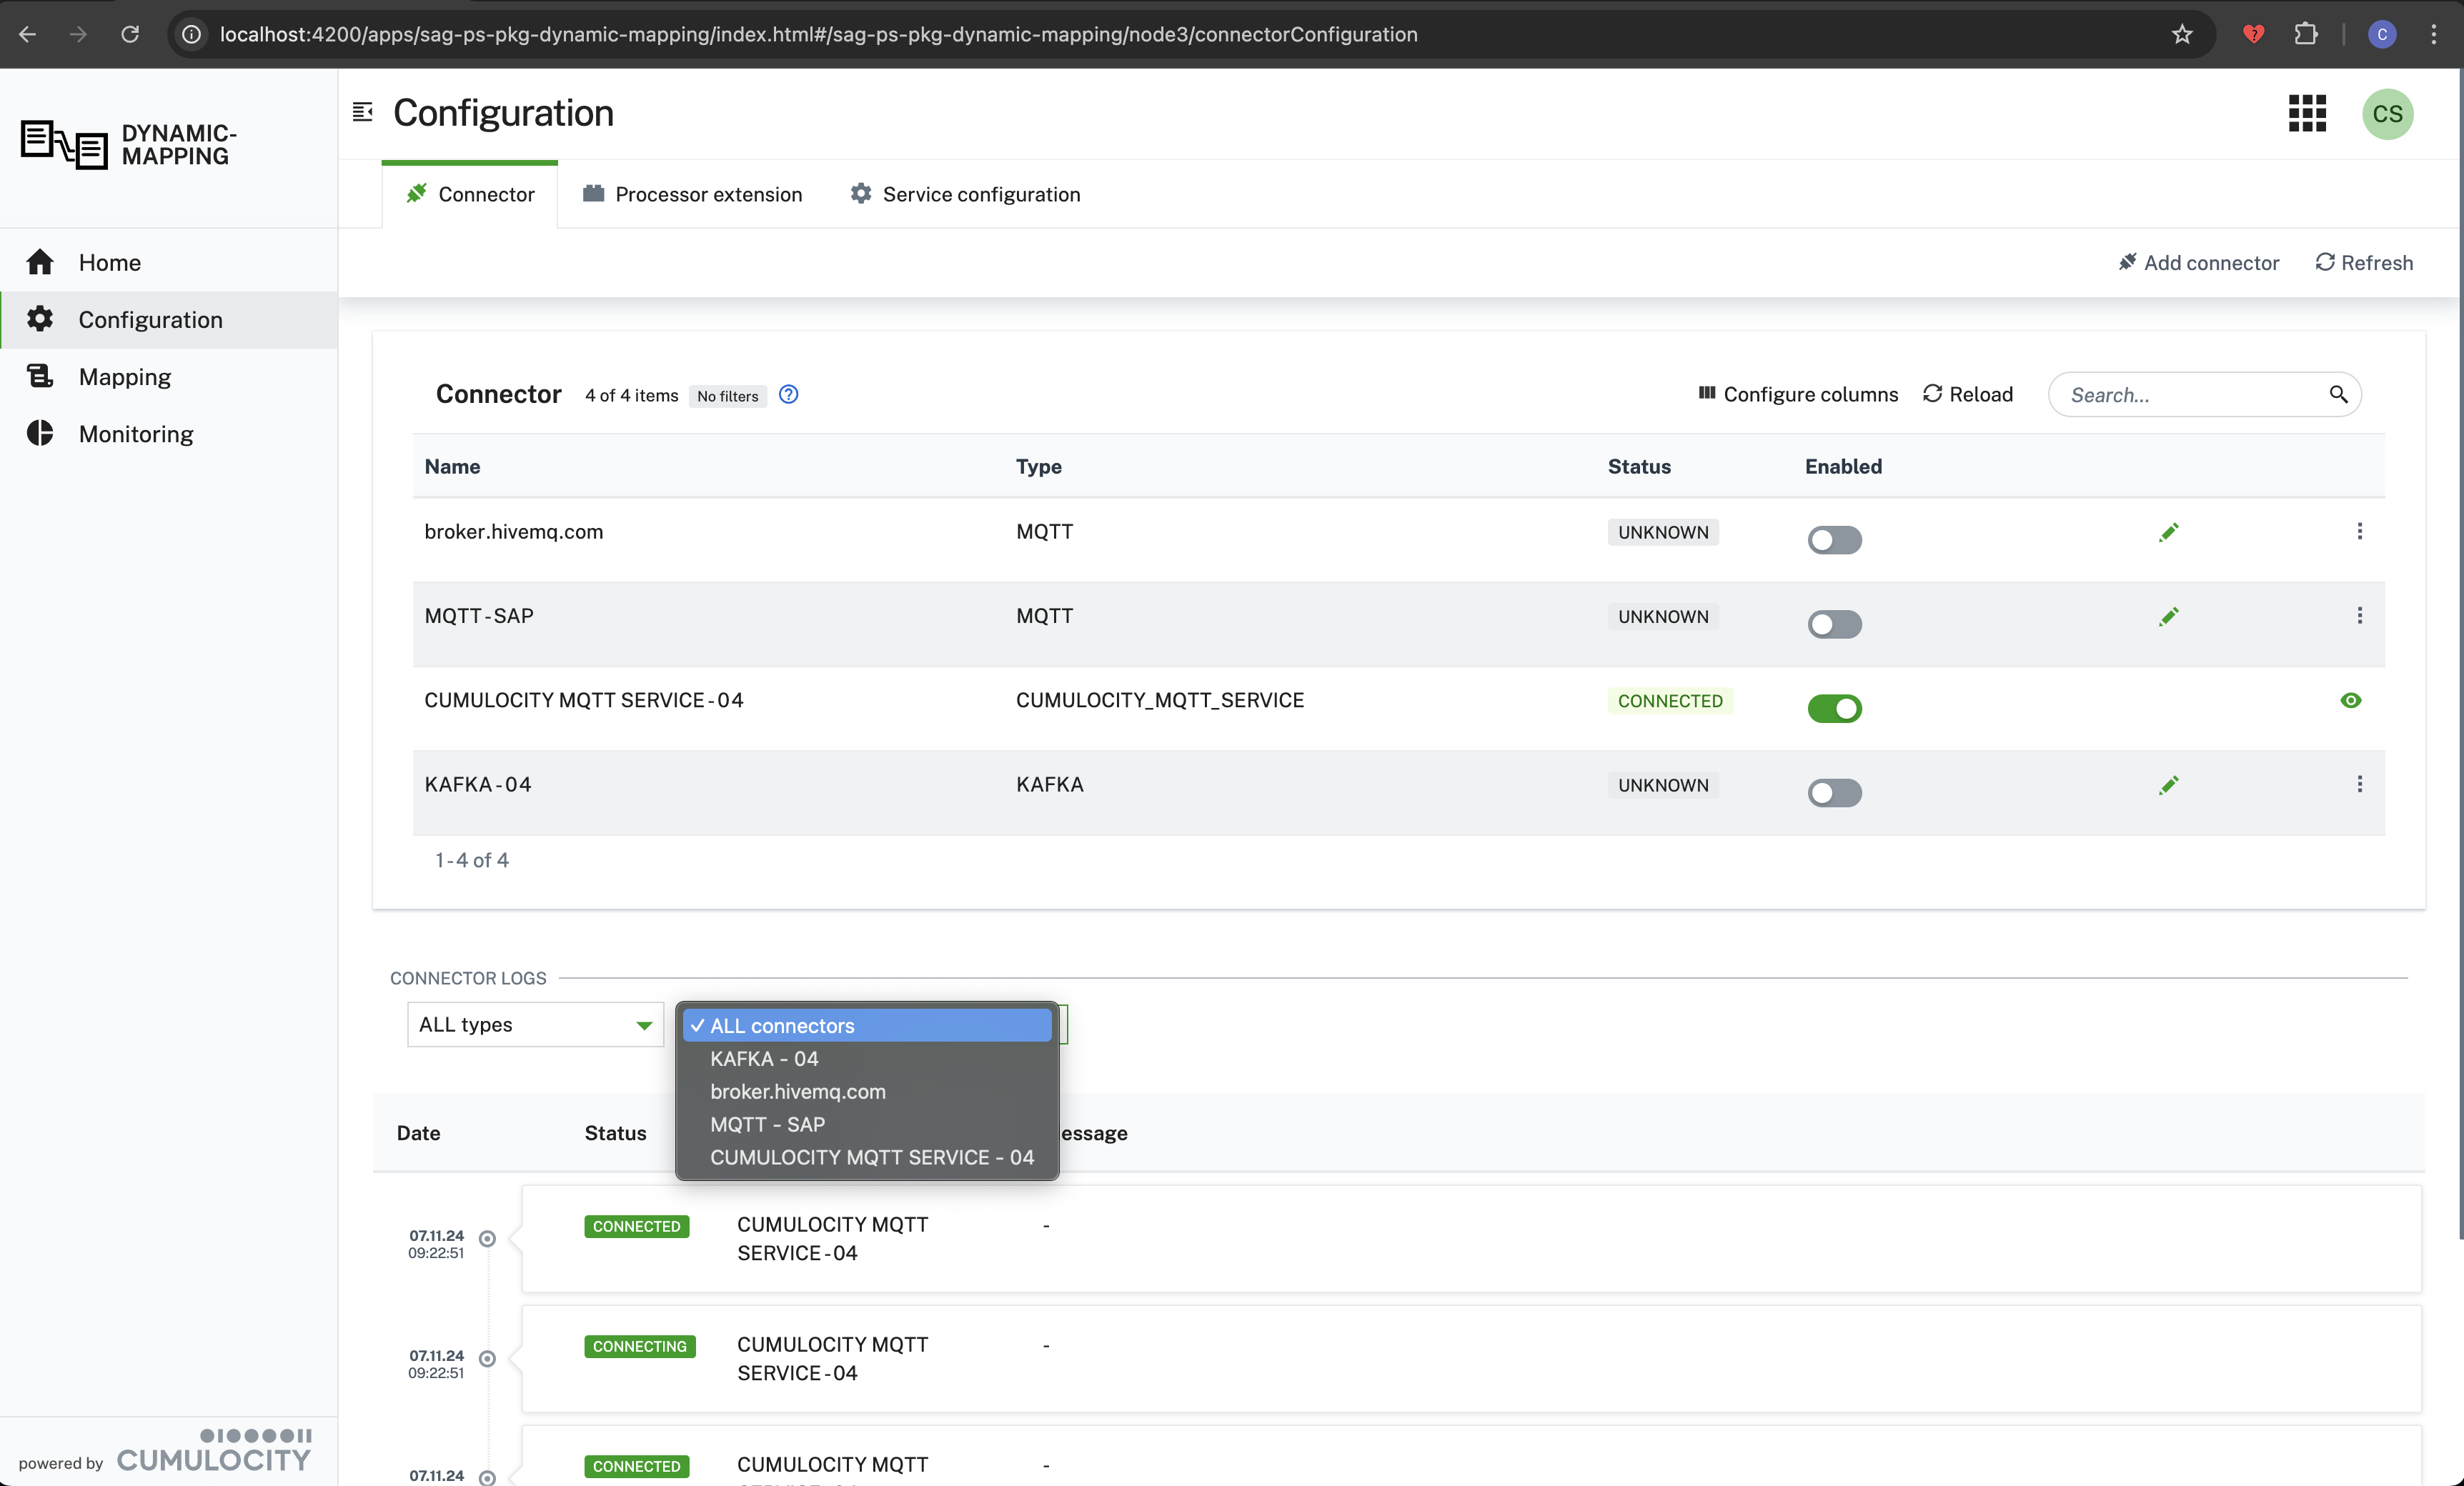 localhost:4200/apps/sag-ps-pkg-dynamic-mapping/index.html#/sag-ps-pkg-dynamic-mapping/node3/connectorConfiguration
C
DYNAMIC-
MAPPING
Configuration
CS
Connector
Processor extension
Service configuration
Home
Configuration
Mapping
Monitoring
Add connector
Refresh
Connector 4 of 4 items No filters
Configure columns
Reload
Search...
Name Type Status Enabled
broker.hivemq.com MQTT UNKNOWN
MQTT - SAP MQTT UNKNOWN
CUMULOCITY MQTT SERVICE - 04 CUMULOCITY_MQTT_SERVICE CONNECTED
KAFKA - 04 KAFKA UNKNOWN
1 - 4 of 4
CONNECTOR LOGS
ALL types
✓ ALL connectors
KAFKA - 04
broker.hivemq.com
MQTT - SAP
CUMULOCITY MQTT SERVICE - 04
Date Status essage
07.11.24
09:22:51
CONNECTED
CUMULOCITY MQTT
SERVICE - 04
-
07.11.24
09:22:51
CONNECTING
CUMULOCITY MQTT
SERVICE - 04
-
07.11.24
CONNECTED
CUMULOCITY MQTT
-
powered by CUMULOCITY